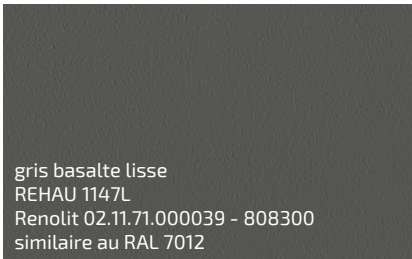 gris basalte lisse
REHAU 1147L
Renolit 02.11.71.000039 - 808300
similaire au RAL 7012